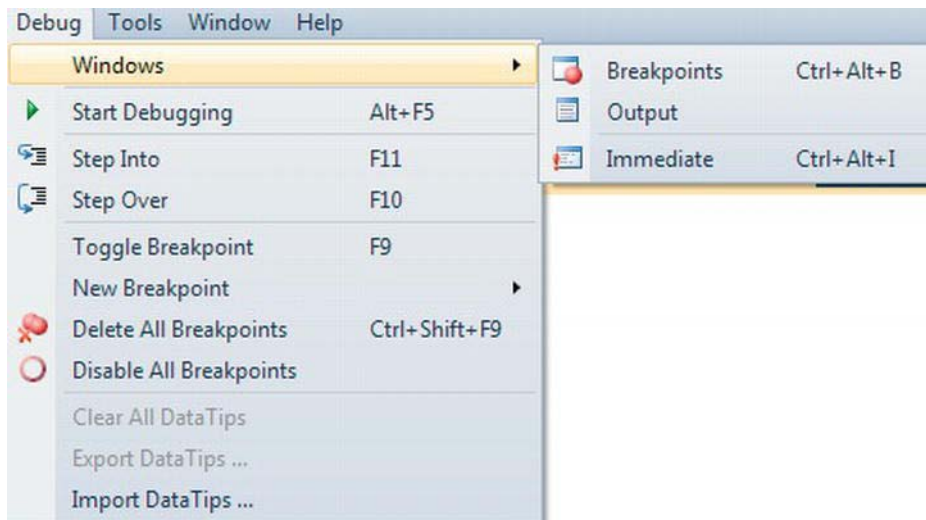 Debug Tools Window Help
Windows
Breakpoints Ctrl+Alt+B
Start Debugging Alt+F5
Output
Step Into F11
Immediate Ctrl+Alt+I
Step Over F10
Toggle Breakpoint F9
New Breakpoint
Delete All Breakpoints Ctrl+Shift+F9
Disable All Breakpoints
Clear All DataTips
Export DataTips ...
Import DataTips ...